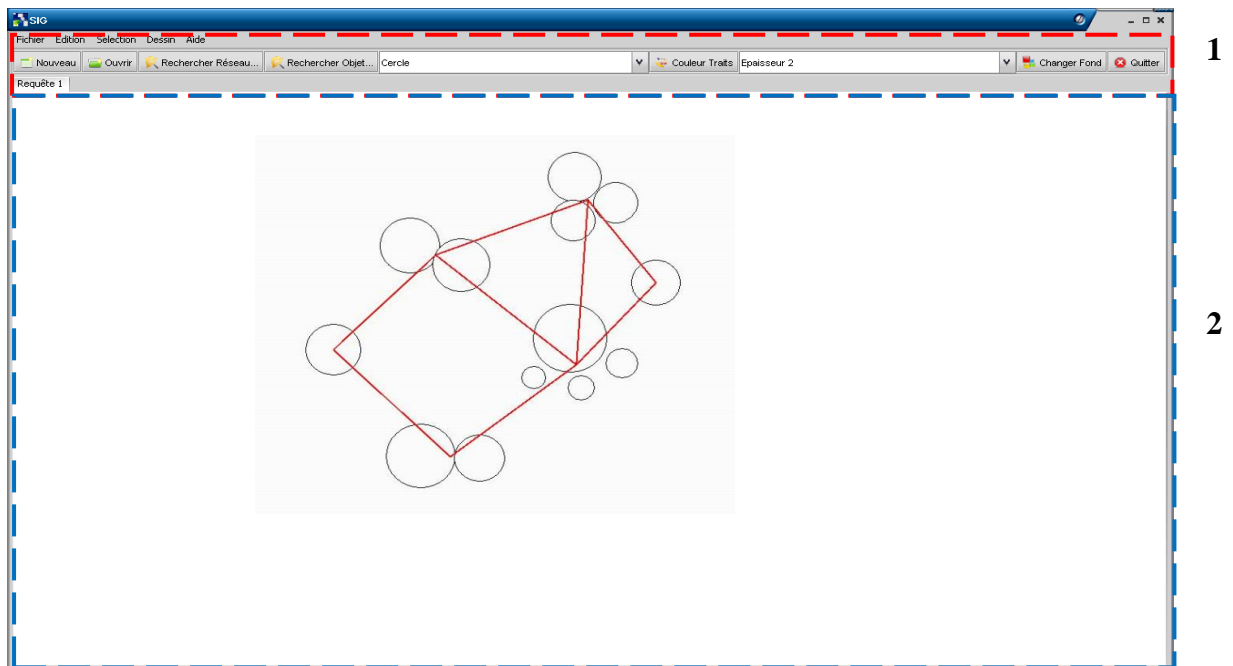 SIG
Fichier Edition Selection Dessin Aide
1
Nouveau Ouvrir Rechercher Réseau... Rechercher Objet... Cercle Couleur Traits Epaisseur 2 Changer Fond Quitter
Requête 1
2